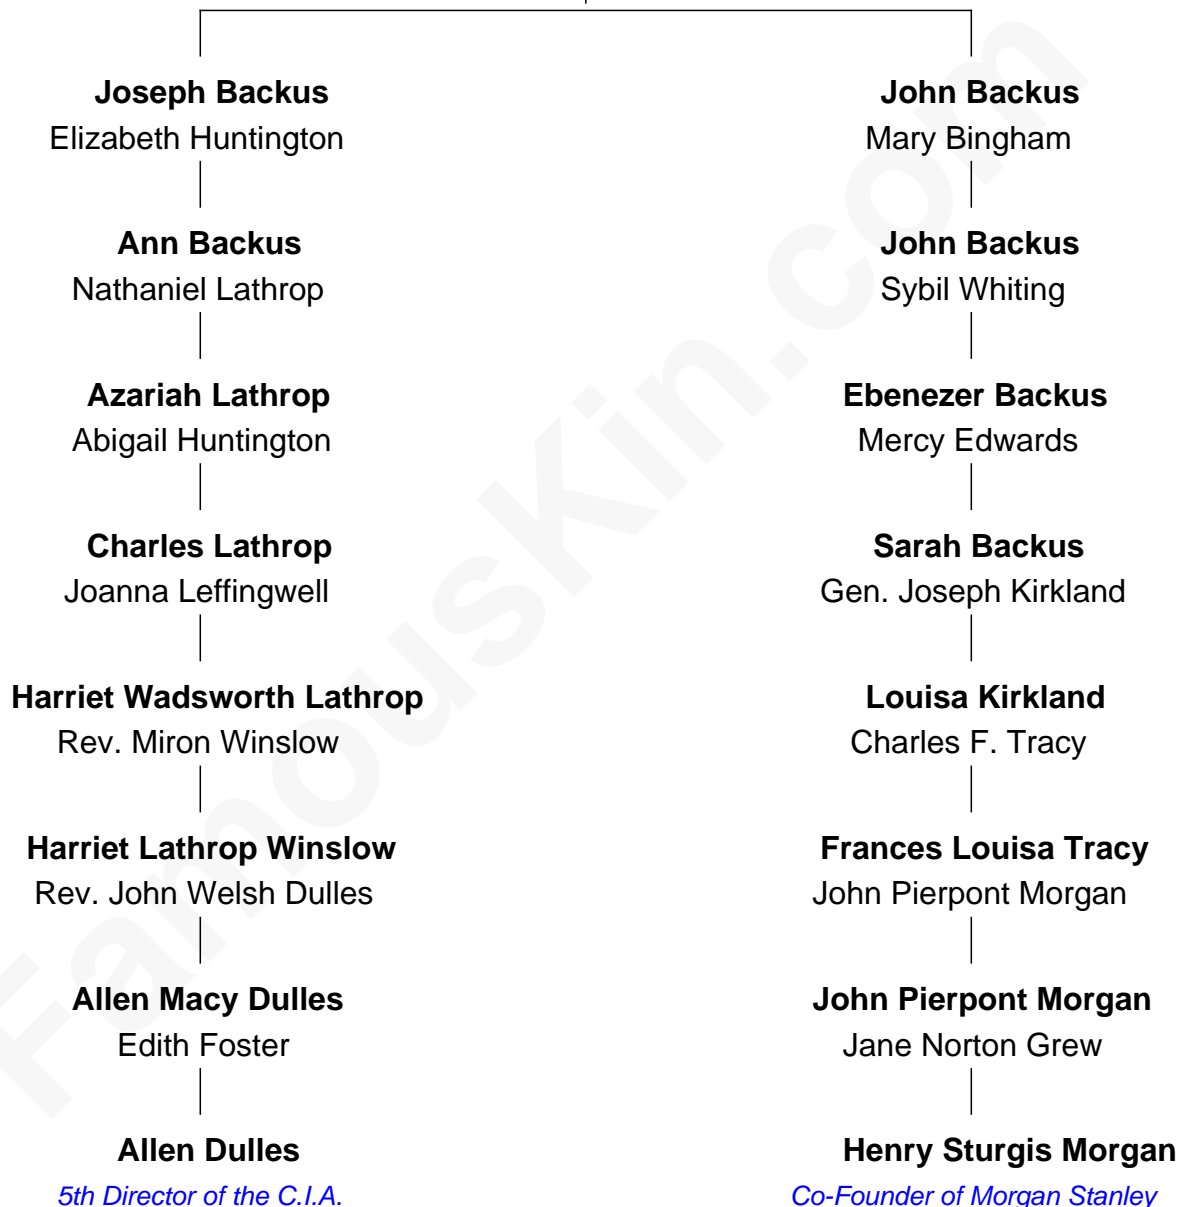 Joseph Backus
Elizabeth Huntington
Ann Backus
Nathaniel Lathrop
Azariah Lathrop
Abigail Huntington
Charles Lathrop
Joanna Leffingwell
Harriet Wadsworth Lathrop
Rev. Miron Winslow
Harriet Lathrop Winslow
Rev. John Welsh Dulles
Allen Macy Dulles
Edith Foster
Allen Dulles
5th Director of the C.I.A.
John Backus
Mary Bingham
John Backus
Sybil Whiting
Ebenezer Backus
Mercy Edwards
Sarah Backus
Gen. Joseph Kirkland
Louisa Kirkland
Charles F. Tracy
Frances Louisa Tracy
John Pierpont Morgan
John Pierpont Morgan
Jane Norton Grew
Henry Sturgis Morgan
Co-Founder of Morgan Stanley
FamousKin.com